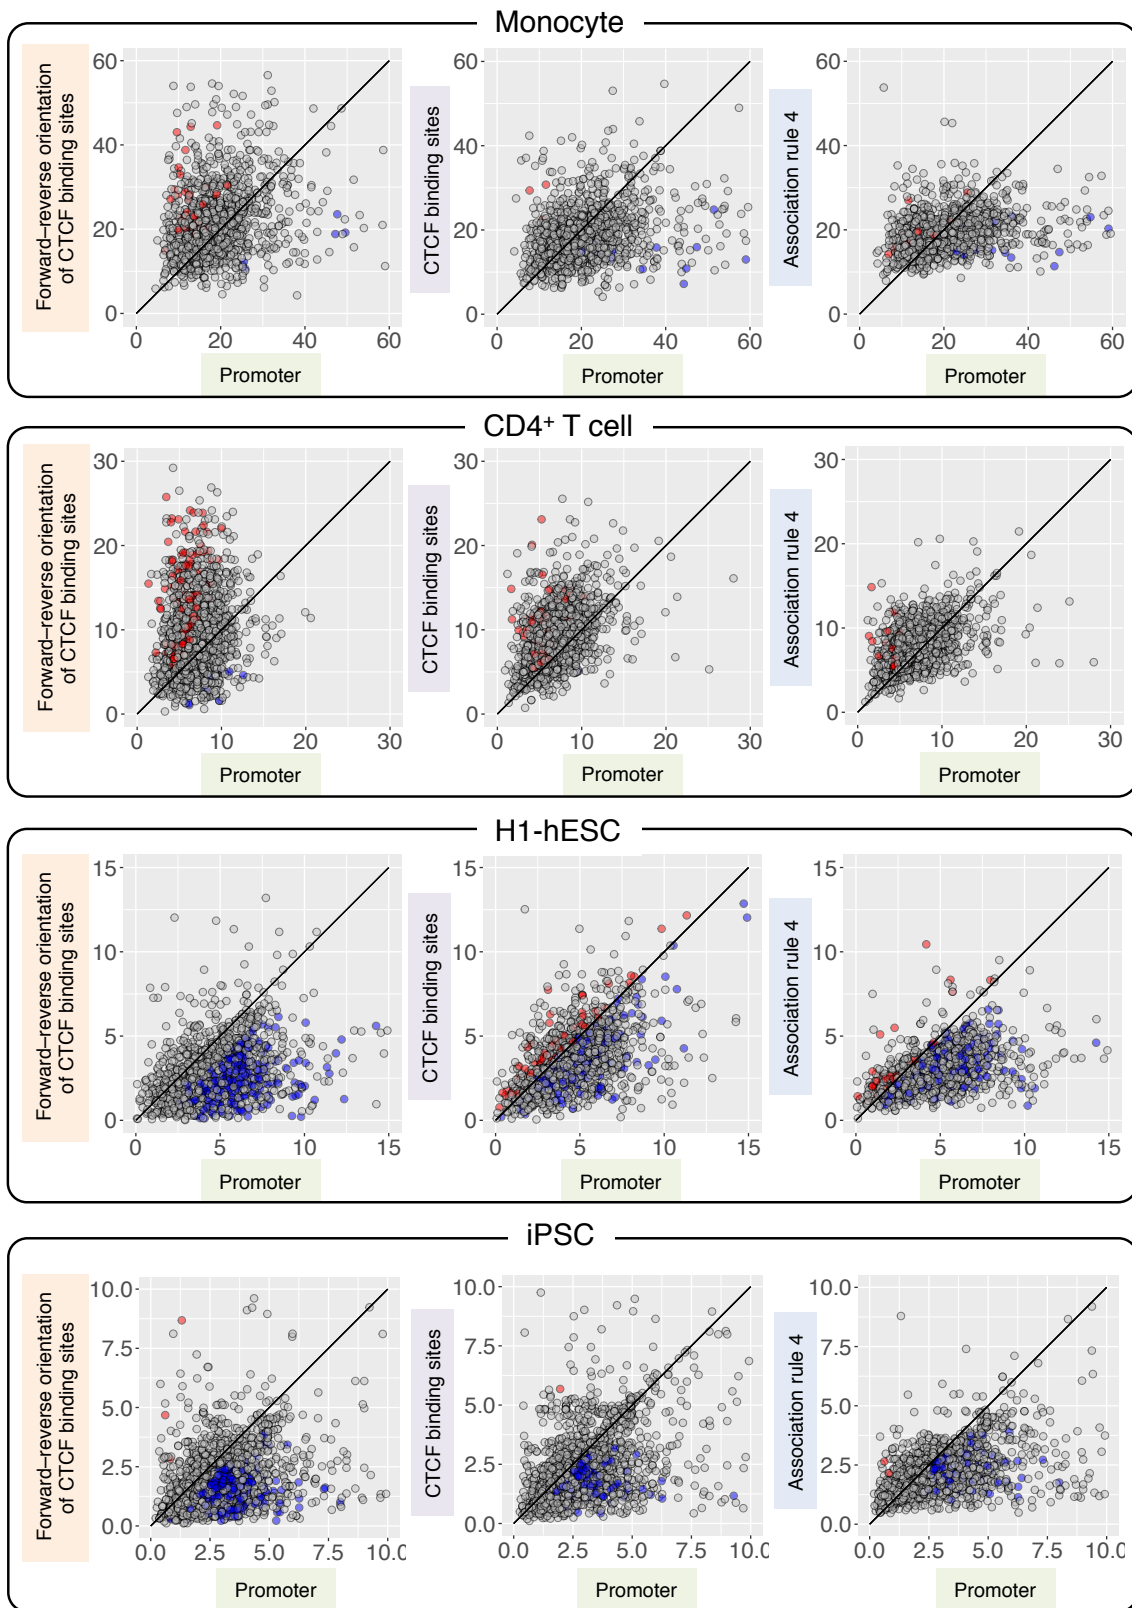 Monocyte
Forward–reverse orientation
of CTCF binding sites
60
40
20
0
0 20 40 60
Promoter
CTCF binding sites
60
40
20
0
0 20 40 60
Promoter
Association rule 4
60
40
20
0
0 20 40 60
Promoter
CD4+ T cell
Forward–reverse orientation
of CTCF binding sites
30
20
10
0
0 10 20 30
Promoter
CTCF binding sites
30
20
10
0
0 10 20 30
Promoter
Association rule 4
30
20
10
0
0 10 20 30
Promoter
H1-hESC
Forward–reverse orientation
of CTCF binding sites
15
10
5
0
0 5 10 15
Promoter
CTCF binding sites
15
10
5
0
0 5 10 15
Promoter
Association rule 4
15
10
5
0
0 5 10 15
Promoter
iPSC
Forward–reverse orientation
of CTCF binding sites
10.0
7.5
5.0
2.5
0.0
0.0 2.5 5.0 7.5 10.0
Promoter
CTCF binding sites
10.0
7.5
5.0
2.5
0.0
0.0 2.5 5.0 7.5 10.0
Promoter
Association rule 4
10.0
7.5
5.0
2.5
0.0
0.0 2.5 5.0 7.5 10.0
Promoter